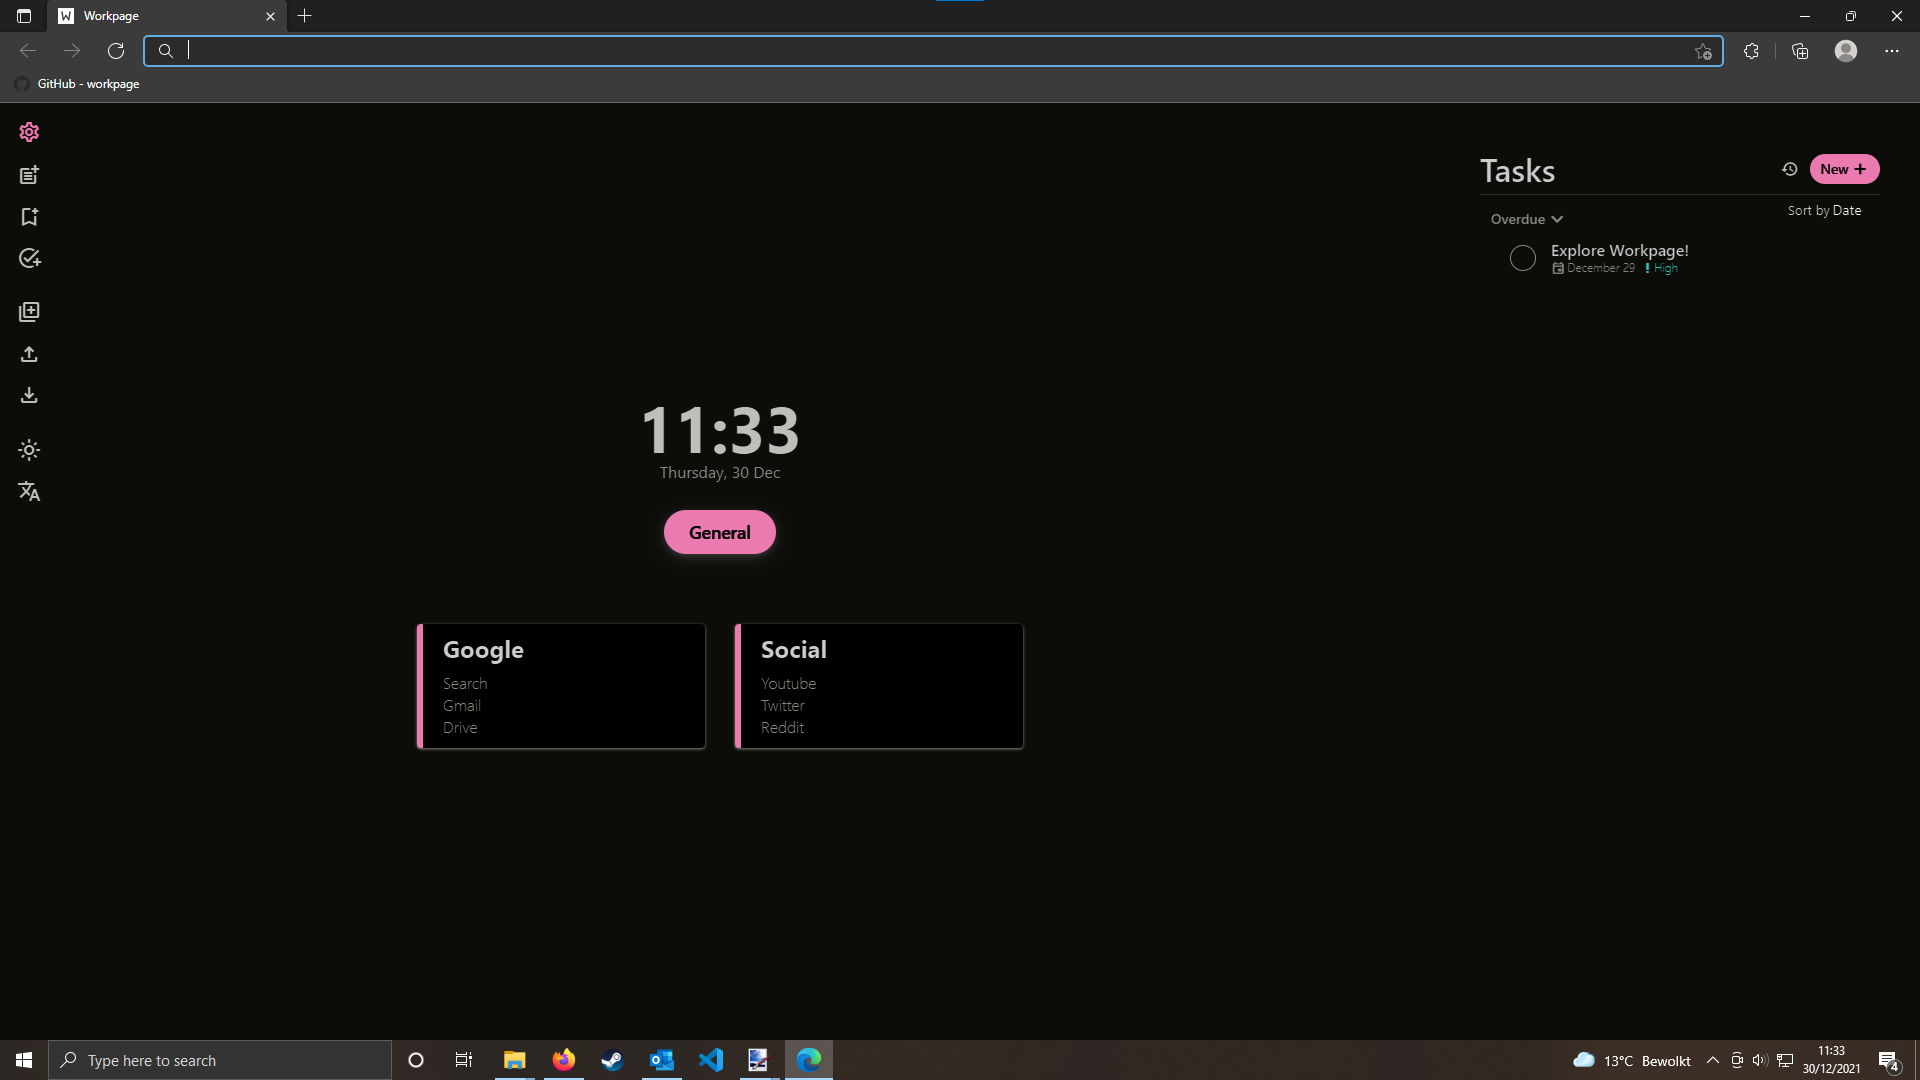 Workpage
GitHub - workpage
Tasks
New
Sort by Date
Overdue
Explore Workpage!
December 29 High
11:33
Thursday, 30 Dec
General
Google
Search
Gmail
Drive
Social
Youtube
Twitter
Reddit
Type here to search
13°C Bewolkt
11:33
30/12/2021
4